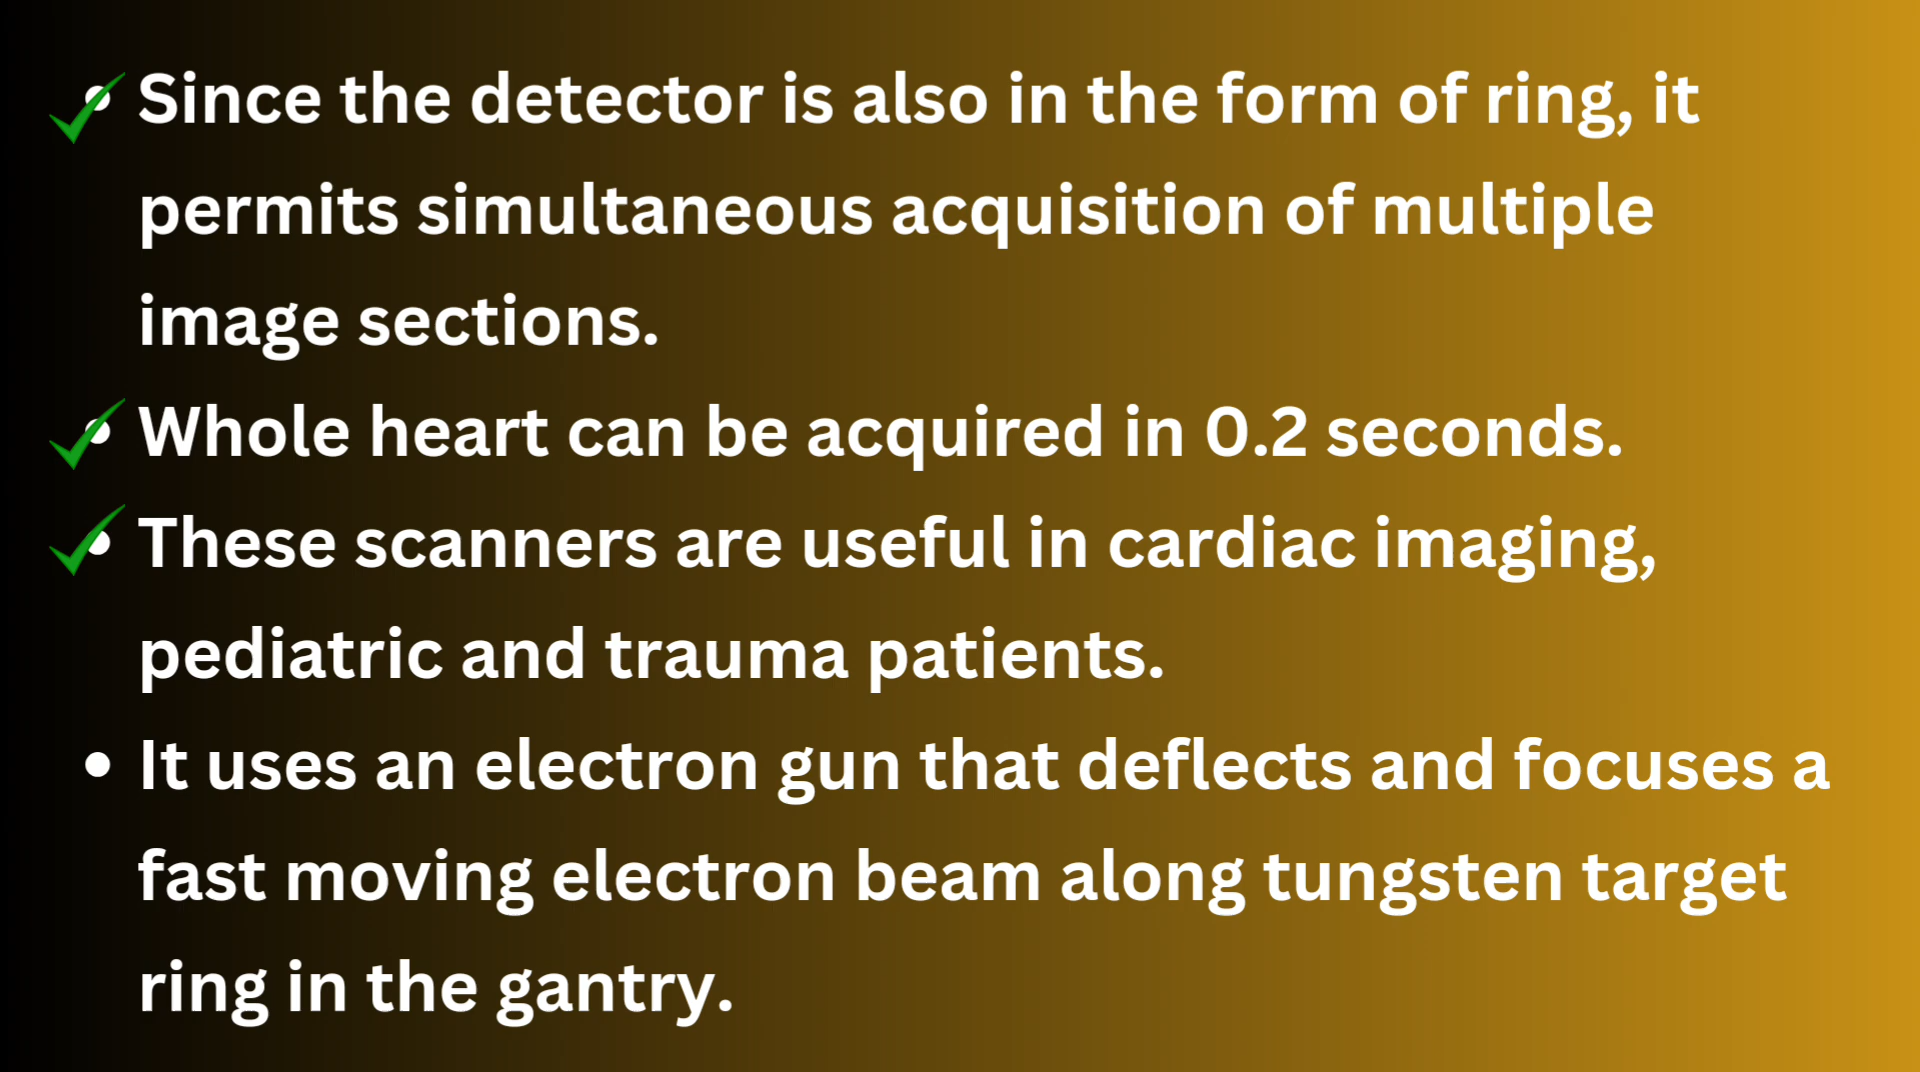 • Since the detector is also in the form of ring, it
permits simultaneous acquisition of multiple
image sections.
• Whole heart can be acquired in 0.2 seconds.
• These scanners are useful in cardiac imaging,
pediatric and trauma patients.
• It uses an electron gun that deflects and focuses a
fast moving electron beam along tungsten target
ring in the gantry.